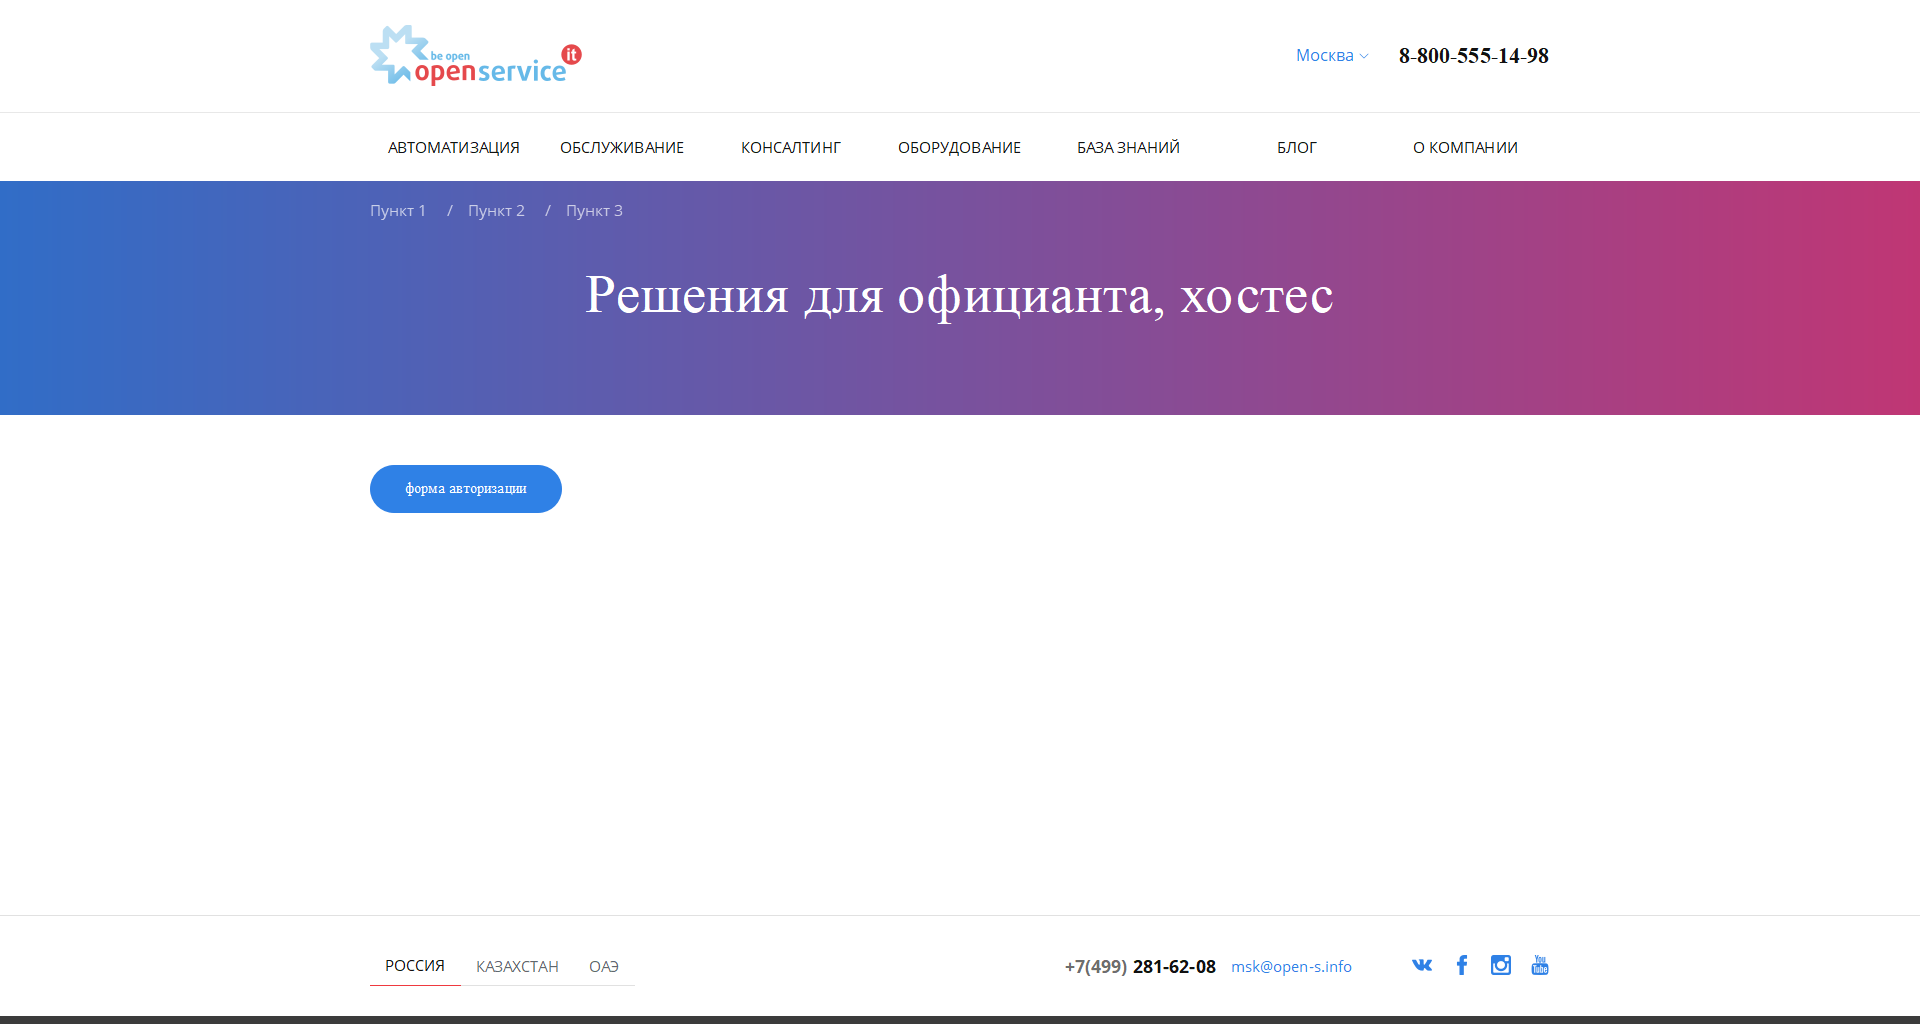 be open
openservice it
Москва 8-800-555-14-98
АВТОМАТИЗАЦИЯ ОБСЛУЖИВАНИЕ КОНСАЛТИНГ ОБОРУДОВАНИЕ БАЗА ЗНАНИЙ БЛОГ О КОМПАНИИ
Пункт 1 / Пункт 2 / Пункт 3
Решения для официанта, хостес
форма авторизации
РОССИЯ КАЗАХСТАН ОАЭ +7(499) 281-62-08 msk@open-s.info You Tube